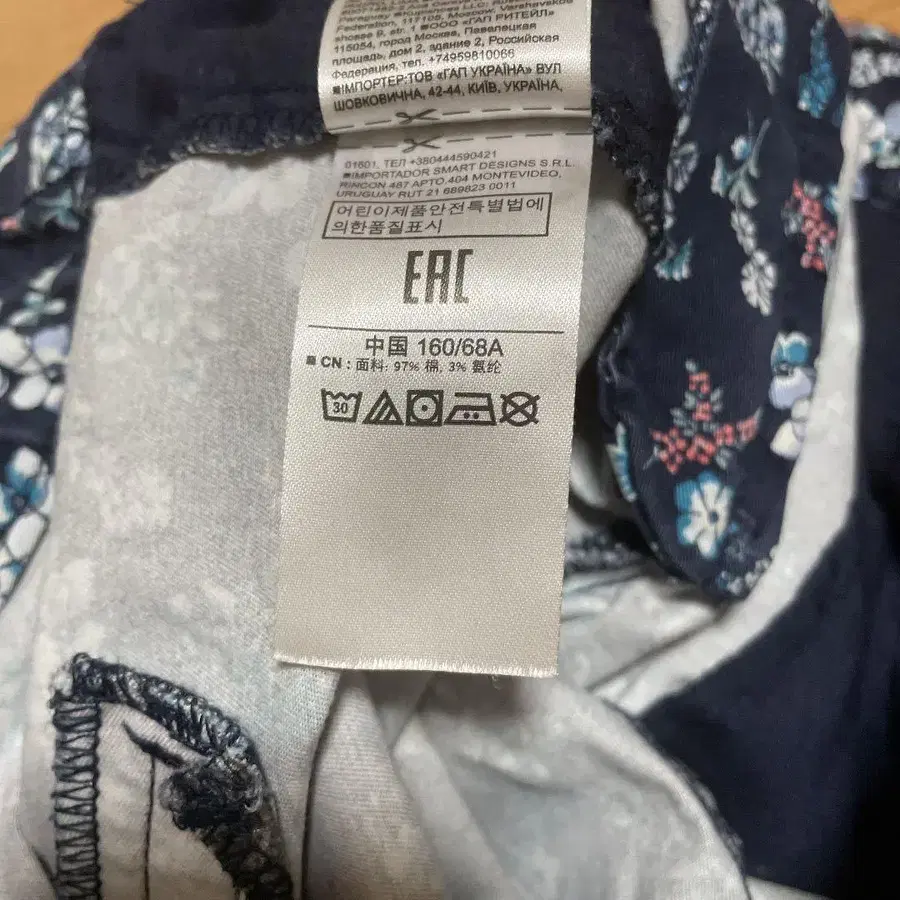 Federation, 117105, Moscow, Varshavskoe
shosse 9, str. 1 ■ООО «ГАП РИТЕЙЛ»
115054, город Москва, Павелецкая
площадь, дом 2, здание 2, Российская
Федерация, тел. +74959810066
■ІМПОРТЕР:ТОВ «ГАП УКРАЇНА» ВУЛ
ШОВКОВИЧНА, 42-44, КИЇВ, УКРАЇНА,
01601, ТЕЛ +380444590421
■IMPORTADOR SMART DESIGNS S.R.L.
RINCON 487 APTO.404 MONTEVIDEO,
URUGUAY RUT 21 689823 0011
어린이제품안전특별법에
의한품질표시
EAC
中国 160/68A
■ CN : 面料: 97% 棉, 3% 氨纶
30